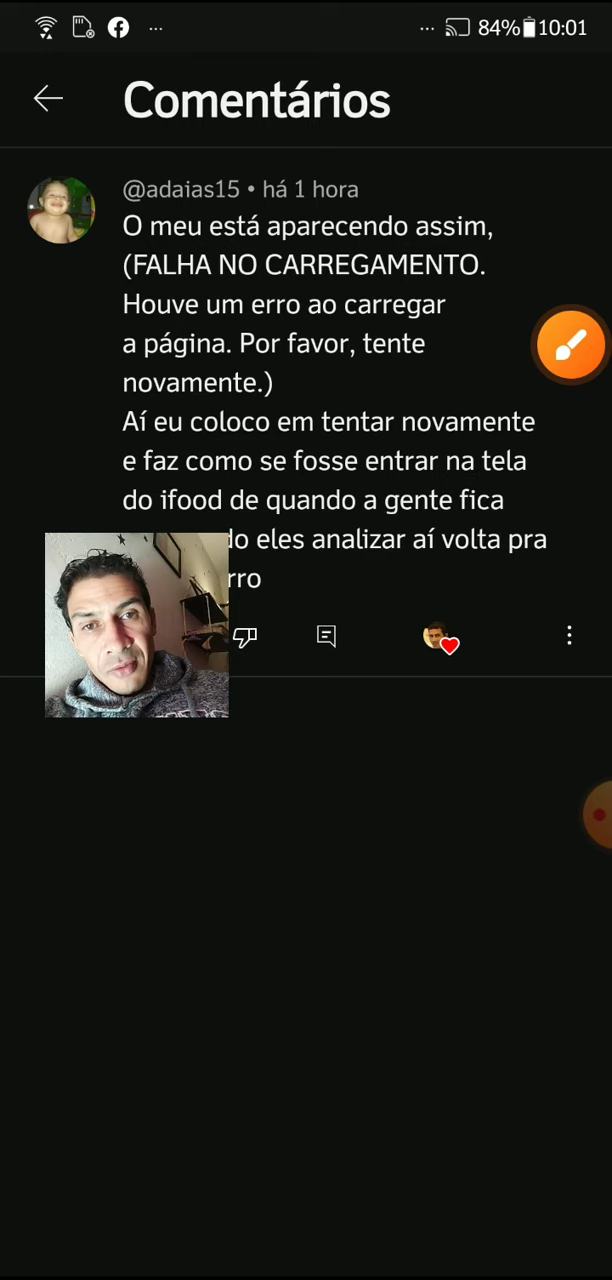 84% 10:01
Comentários
@adaias15 • há 1 hora
O meu está aparecendo assim,
(FALHA NO CARREGAMENTO.
Houve um erro ao carregar
a página. Por favor, tente
novamente.)
Aí eu coloco em tentar novamente
e faz como se fosse entrar na tela
do ifood de quando a gente fica
eles analizar aí volta pra